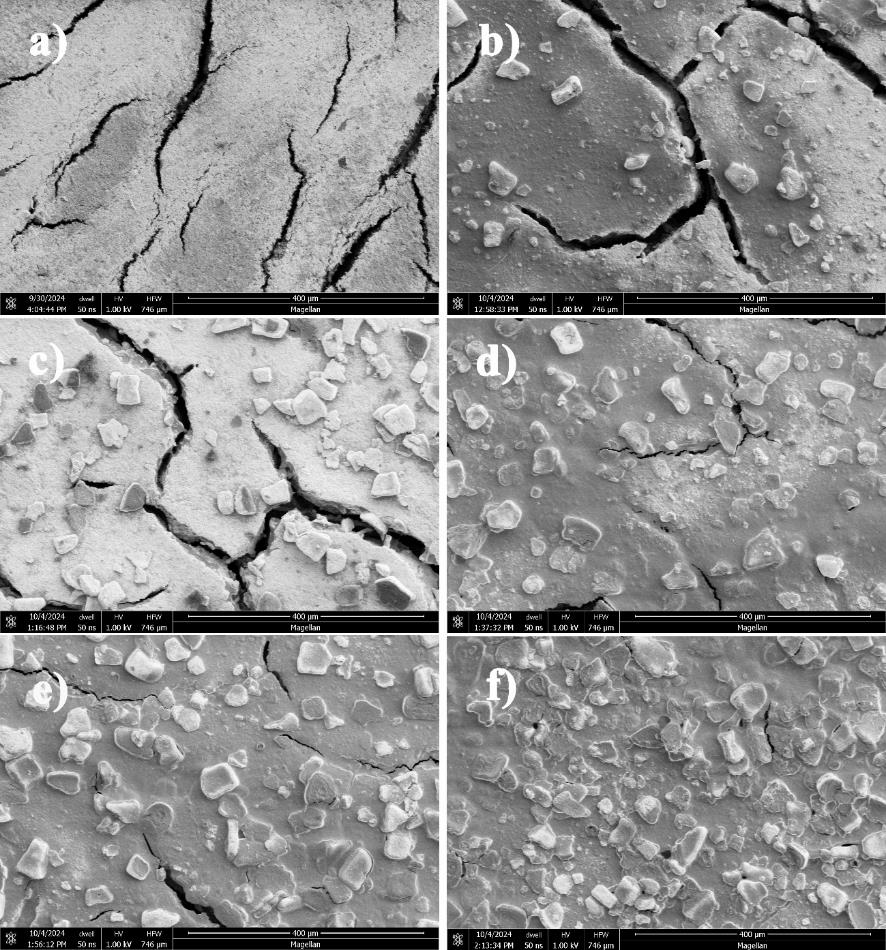 a)
9/30/2024 dwell HV HFW 400 µm
4:04:44 PM 50 ns 1.00 kV 746 µm Magellan
b)
10/4/2024 dwell HV HFW 400 µm
12:58:33 PM 50 ns 1.00 kV 746 µm Magellan
c)
10/4/2024 dwell HV HFW 400 µm
1:16:48 PM 50 ns 1.00 kV 746 µm Magellan
d)
10/4/2024 dwell HV HFW 400 µm
1:37:32 PM 50 ns 1.00 kV 746 µm Magellan
e)
10/4/2024 dwell HV HFW 400 µm
1:56:12 PM 50 ns 1.00 kV 746 µm Magellan
f)
10/4/2024 dwell HV HFW 400 µm
2:13:34 PM 50 ns 1.00 kV 746 µm Magellan